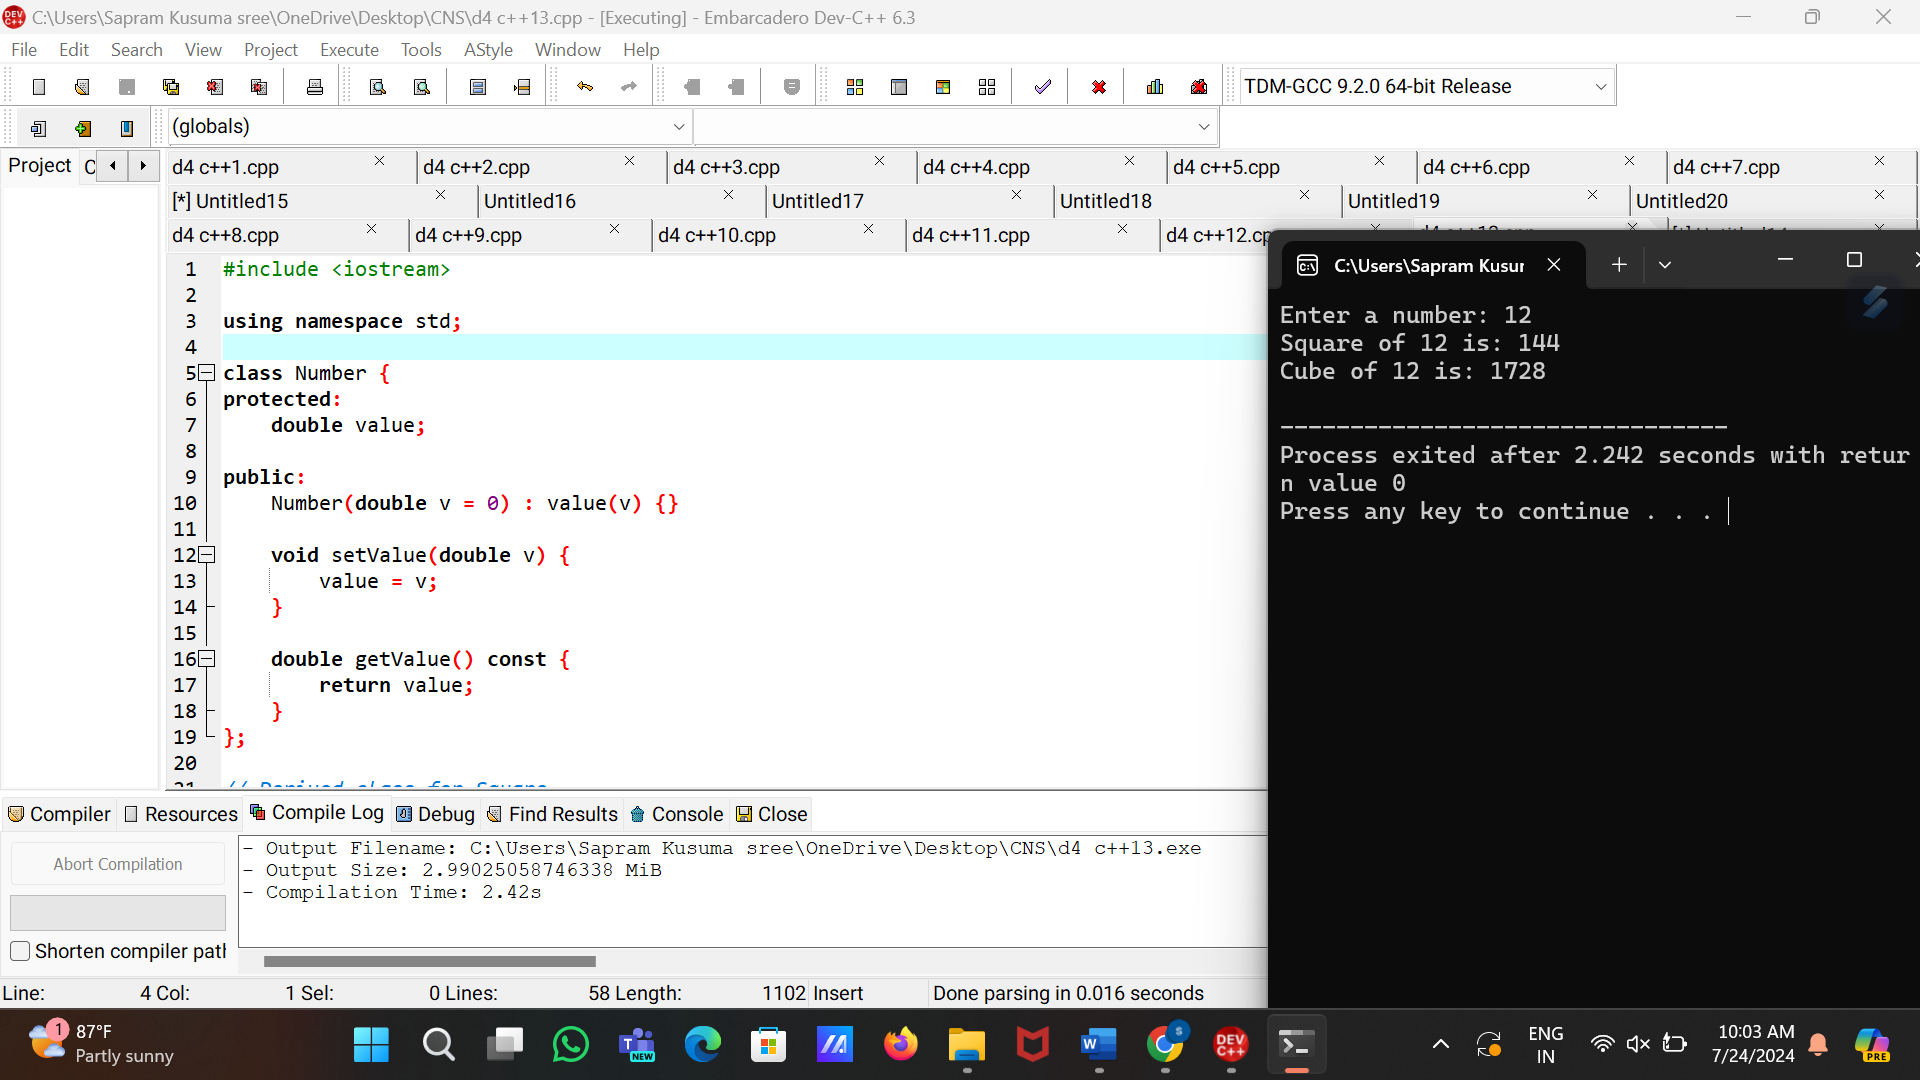 C:\Users\Sapram Kusuma sree\OneDrive\Desktop\CNS\d4 c++13.cpp - [Executing] - Embarcadero Dev-C++ 6.3
File Edit Search View Project Execute Tools AStyle Window Help
TDM-GCC 9.2.0 64-bit Release
(globals)
Project
d4 c++1.cpp d4 c++2.cpp d4 c++3.cpp d4 c++4.cpp d4 c++5.cpp d4 c++6.cpp d4 c++7.cpp
[*] Untitled15 Untitled16 Untitled17 Untitled18 Untitled19 Untitled20
d4 c++8.cpp d4 c++9.cpp d4 c++10.cpp d4 c++11.cpp d4 c++12.cp
1 #include <iostream>
2
3 using namespace std;
4
5 class Number {
6 protected:
7 double value;
8
9 public:
10 Number(double v = 0) : value(v) {}
11
12 void setValue(double v) {
13 value = v;
14 }
15
16 double getValue() const {
17 return value;
18 }
19 };
20
C:\Users\Sapram Kusur
Enter a number: 12
Square of 12 is: 144
Cube of 12 is: 1728
--------------------------------
Process exited after 2.242 seconds with retur
n value 0
Press any key to continue . . .
Compiler Resources Compile Log Debug Find Results Console Close
Abort Compilation
Shorten compiler path
- Output Filename: C:\Users\Sapram Kusuma sree\OneDrive\Desktop\CNS\d4 c++13.exe
- Output Size: 2.99025058746338 MiB
- Compilation Time: 2.42s
Line: 4 Col: 1 Sel: 0 Lines: 58 Length: 1102 Insert Done parsing in 0.016 seconds
1
87°F
Partly sunny
NEW
DEV
C++
ENG
IN
10:03 AM
7/24/2024
PRE